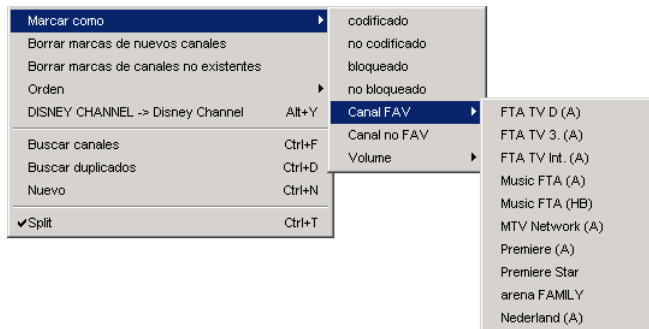 Marcar como
Borrar marcas de nuevos canales
Borrar marcas de canales no existentes
Orden
DISNEY CHANNEL -> Disney Channel Alt+Y
Buscar canales Ctrl+F
Buscar duplicados Ctrl+D
Nuevo Ctrl+N
Split Ctrl+T
codificado
no codificado
bloqueado
no bloqueado
Canal FAV
Canal no FAV
Volume
FTA TV D (A)
FTA TV 3. (A)
FTA TV Int. (A)
Music FTA (A)
Music FTA (HB)
MTV Network (A)
Premiere (A)
Premiere Star
arena FAMILY
Nederland (A)